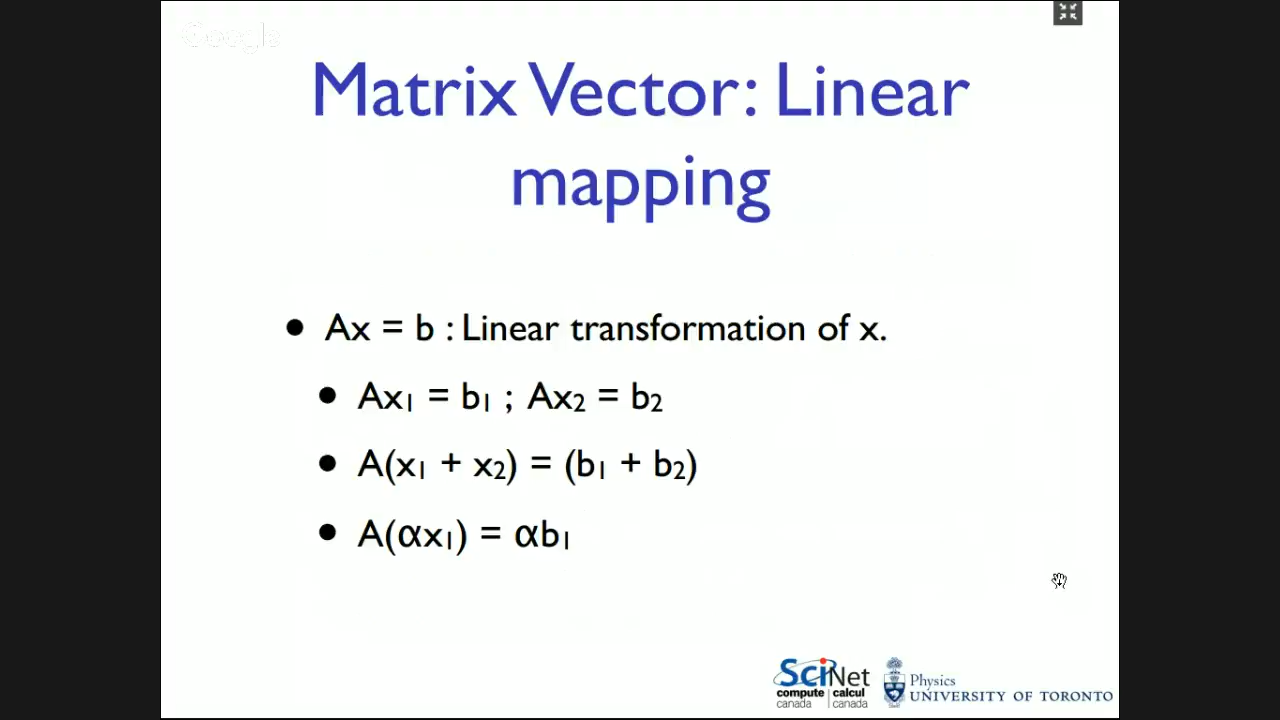 Google
Matrix Vector: Linear
mapping
• Ax = b : Linear transformation of x.
• Ax₁ = b₁ ; Ax₂ = b₂
• A(x₁ + x₂) = (b₁ + b₂)
• A(αx₁) = αb₁
SciNet
compute | calcul
canada | canada
Physics
UNIVERSITY OF TORONTO